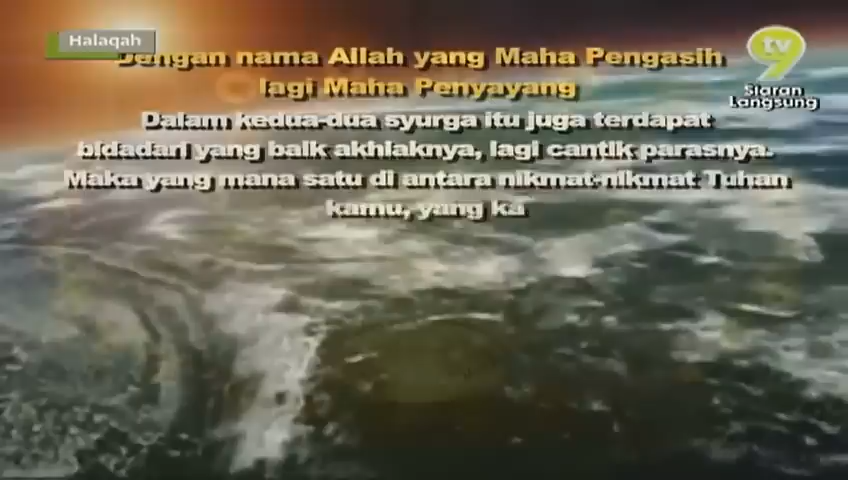 Halaqah
Dengan nama Allah yang Maha Pengasih
lagi Maha Penyayang
tv9
Siaran
Langsung
Dalam kedua-dua syurga itu juga terdapat
bidadari yang baik akhlaknya, lagi cantik parasnya.
Maka yang mana satu di antara nikmat-nikmat Tuhan
kamu, yang ka